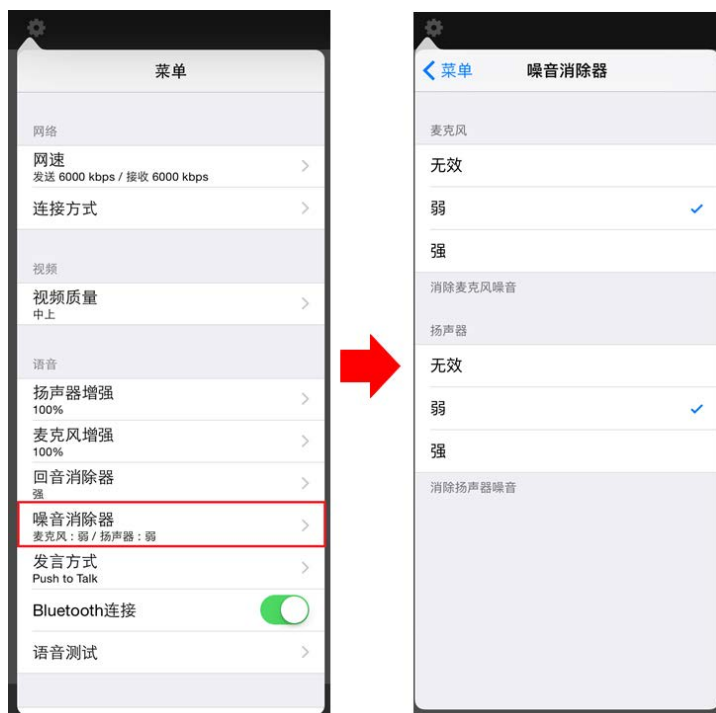 菜单
网络
网速
发送 6000 kbps / 接收 6000 kbps
连接方式
视频
视频质量
中上
语音
扬声器增强
100%
麦克风增强
100%
回音消除器
强
噪音消除器
麦克风：弱 / 扬声器：弱
发言方式
Push to Talk
Bluetooth连接
语音测试
菜单 噪音消除器
麦克风
无效
弱
强
消除麦克风噪音
扬声器
无效
弱
强
消除扬声器噪音